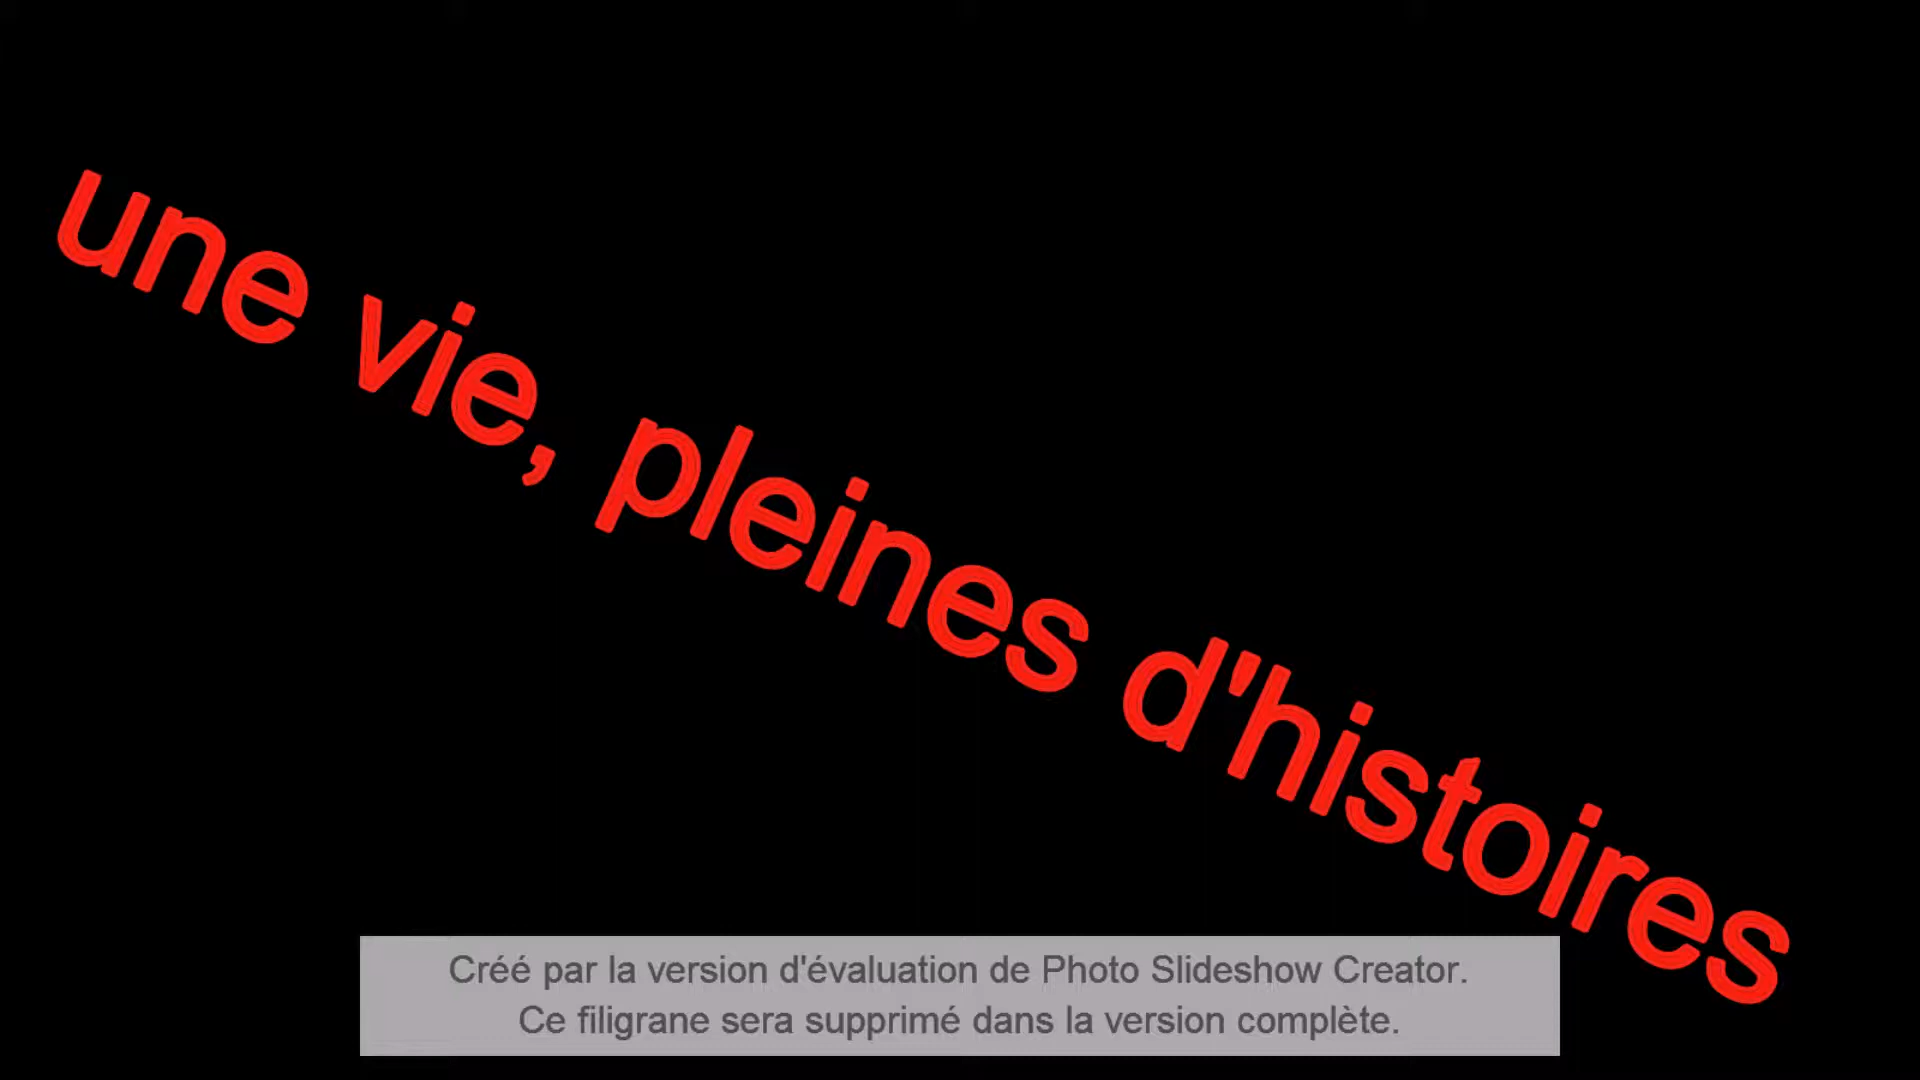 une vie, pleines d'histoires
Créé par la version d'évaluation de Photo Slideshow Creator.
Ce filigrane sera supprimé dans la version complète.